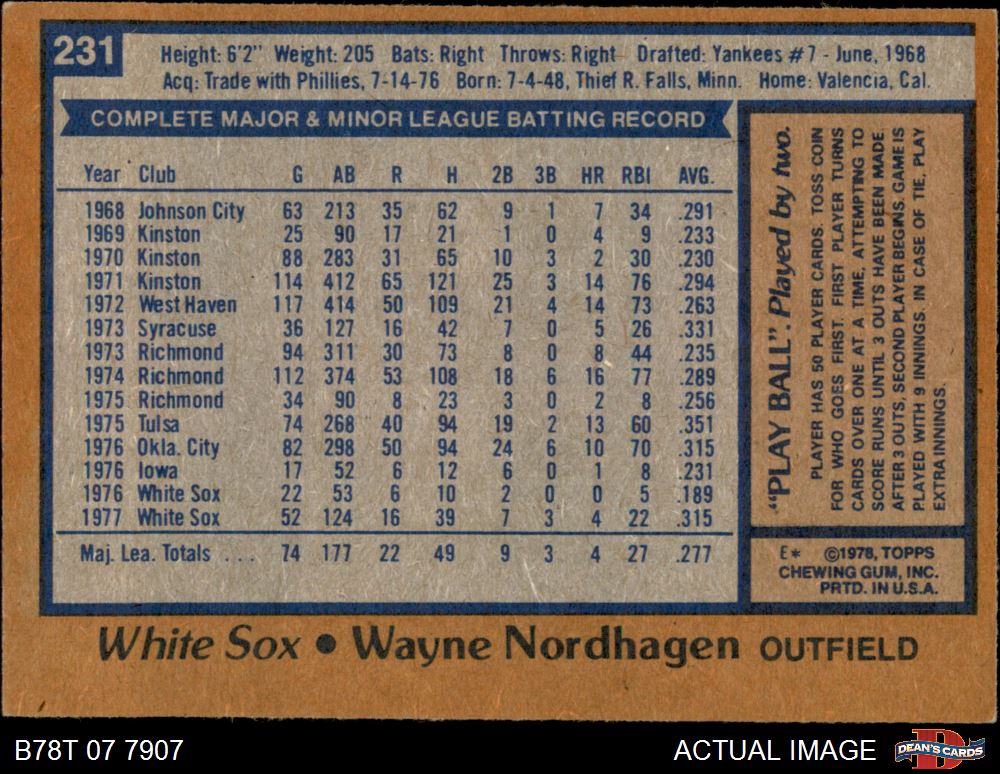 231
Height: 6'2" Weight: 205 Bats: Right Throws: Right Drafted: Yankees #7 - June, 1968
Acq: Trade with Phillies, 7-14-76 Born: 7-4-48, Thief R. Falls, Minn. Home: Valencia, Cal.
COMPLETE MAJOR & MINOR LEAGUE BATTING RECORD
Year Club G AB R H 2B 3B HR RBI AVG.
1968 Johnson City 63 213 35 62 9 1 7 34 .291
1969 Kinston 25 90 17 21 1 0 4 9 .233
1970 Kinston 88 283 31 65 10 3 2 30 .230
1971 Kinston 114 412 65 121 25 3 14 76 .294
1972 West Haven 117 414 50 109 21 4 14 73 .263
1973 Syracuse 36 127 16 42 7 0 5 26 .331
1973 Richmond 94 311 30 73 8 0 8 44 .235
1974 Richmond 112 374 53 108 18 6 16 77 .289
1975 Richmond 34 90 8 23 3 0 2 8 .256
1975 Tulsa 74 268 40 94 19 2 13 60 .351
1976 Okla. City 82 298 50 94 24 6 10 70 .315
1976 Iowa 17 52 6 12 6 0 1 8 .231
1976 White Sox 22 53 6 10 2 0 0 5 .189
1977 White Sox 52 124 16 39 7 3 4 22 .315
Maj. Lea. Totals . . . 74 177 22 49 9 3 4 27 .277
"PLAY BALL". Played by two.
PLAYER HAS 50 PLAYER CARDS. TOSS COIN
FOR WHO GOES FIRST. FIRST PLAYER TURNS
CARDS OVER ONE AT A TIME, ATTEMPTING TO
SCORE RUNS UNTIL 3 OUTS HAVE BEEN MADE.
AFTER 3 OUTS, SECOND PLAYER BEGINS. GAME IS
PLAYED WITH 9 INNINGS. IN CASE OF TIE, PLAY
EXTRA INNINGS.
E* ©1978, TOPPS
CHEWING GUM, INC.
PRTD. IN U.S.A.
White Sox • Wayne Nordhagen OUTFIELD
B78T 07 7907
ACTUAL IMAGE
DEAN'S CARDS